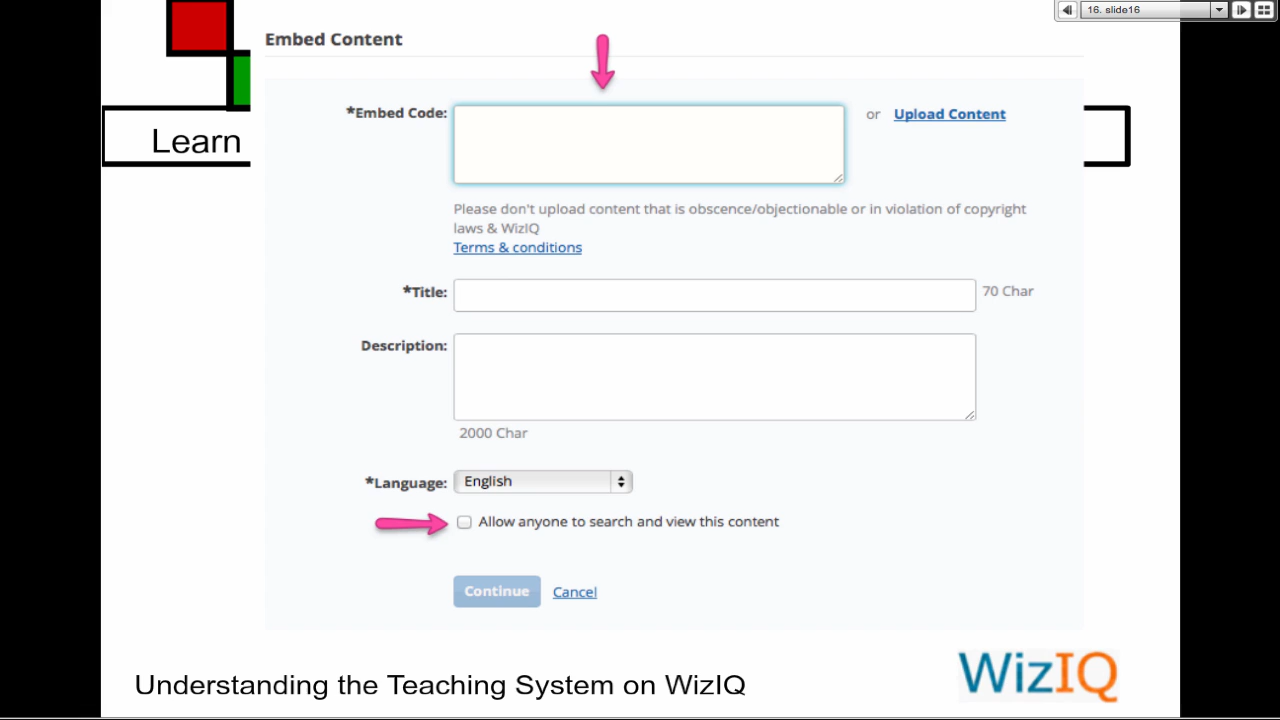 16. slide16
Embed Content
*Embed Code:
or Upload Content
Learn
Please don't upload content that is obscence/objectionable or in violation of copyright
laws & WizIQ
Terms & conditions
*Title:
70 Char
Description:
2000 Char
*Language: English
Allow anyone to search and view this content
Continue Cancel
Understanding the Teaching System on WizIQ
WizIQ